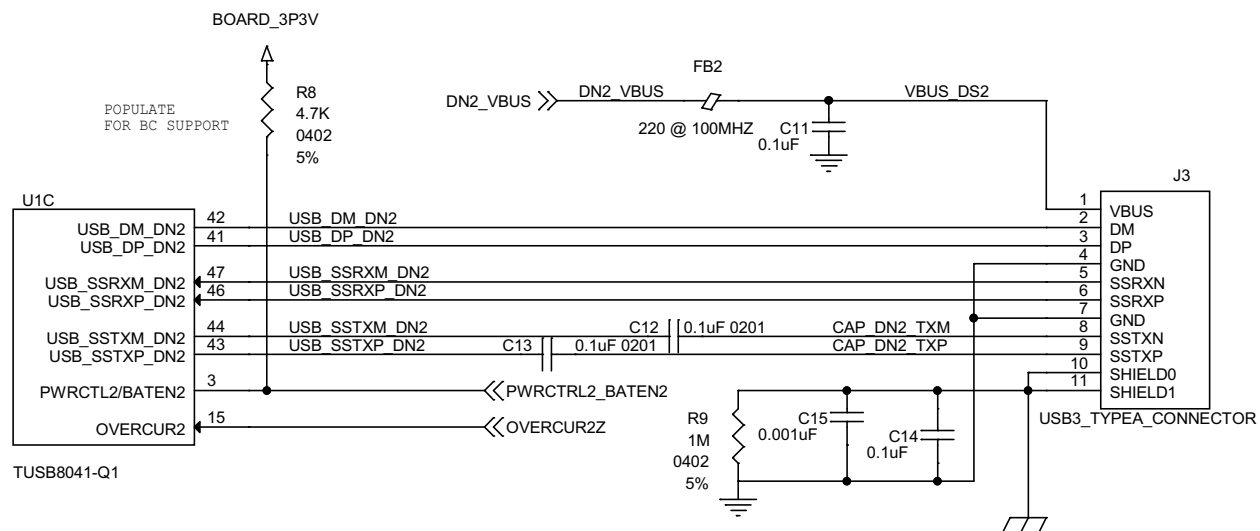 BOARD_3P3V
R8
4.7K
0402
5%
POPULATE
FOR BC SUPPORT
FB2
DN2_VBUS
DN2_VBUS
VBUS_DS2
220 @ 100MHZ
C11
0.1uF
U1C
J3
USB_DM_DN2
42
USB_DM_DN2
1
VBUS
USB_DP_DN2
41
USB_DP_DN2
2
DM
3
DP
4
GND
USB_SSRXM_DN2
47
USB_SSRXM_DN2
5
SSRXN
USB_SSRXP_DN2
46
USB_SSRXP_DN2
6
SSRXP
7
GND
USB_SSTXM_DN2
44
USB_SSTXM_DN2
C12
0.1uF 0201
CAP_DN2_TXM
8
SSTXN
USB_SSTXP_DN2
43
USB_SSTXP_DN2
C13
0.1uF 0201
CAP_DN2_TXP
9
SSTXP
10
SHIELD0
PWRCTL2/BATEN2
3
PWRCTRL2_BATEN2
11
SHIELD1
OVERCUR2
15
OVERCUR2Z
USB3_TYPEA_CONNECTOR
R9
1M
0402
5%
C15
0.001uF
C14
0.1uF
TUSB8041-Q1